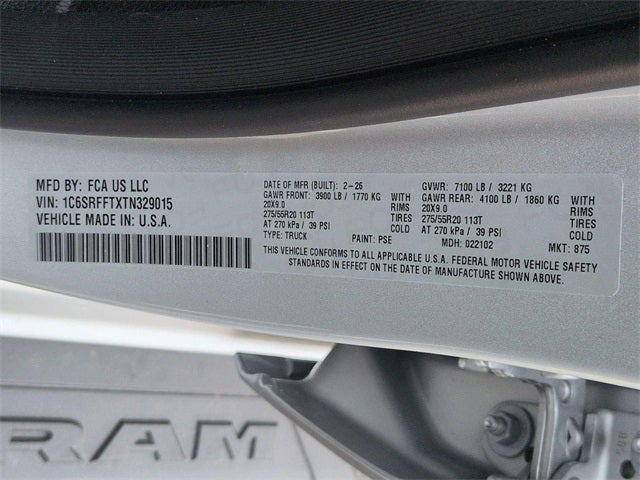 MFD BY: FCA US LLC
VIN: 1C6SRFFTXTN329015
VEHICLE MADE IN U.S.A.
DATE OF MFR (BUILT): 2-26 GVWR: 7100 LB / 3221 KG
GAWR FRONT: 3900 LB / 1770 KG WITH GAWR REAR: 4100 LB / 1860 KG WITH
20X9.0 RIMS 20X9.0 RIMS
275/55R20 113T TIRES 275/55R20 113T TIRES
AT 270 kPa / 39 PSI COLD AT 270 kPa / 39 PSI COLD
TYPE: TRUCK PAINT: PSE MDH: 022102 MKT: 875
THIS VEHICLE CONFORMS TO ALL APPLICABLE U.S.A. FEDERAL MOTOR VEHICLE SAFETY
STANDARDS IN EFFECT ON THE DATE OF MANUFACTURE SHOWN ABOVE.
RAM